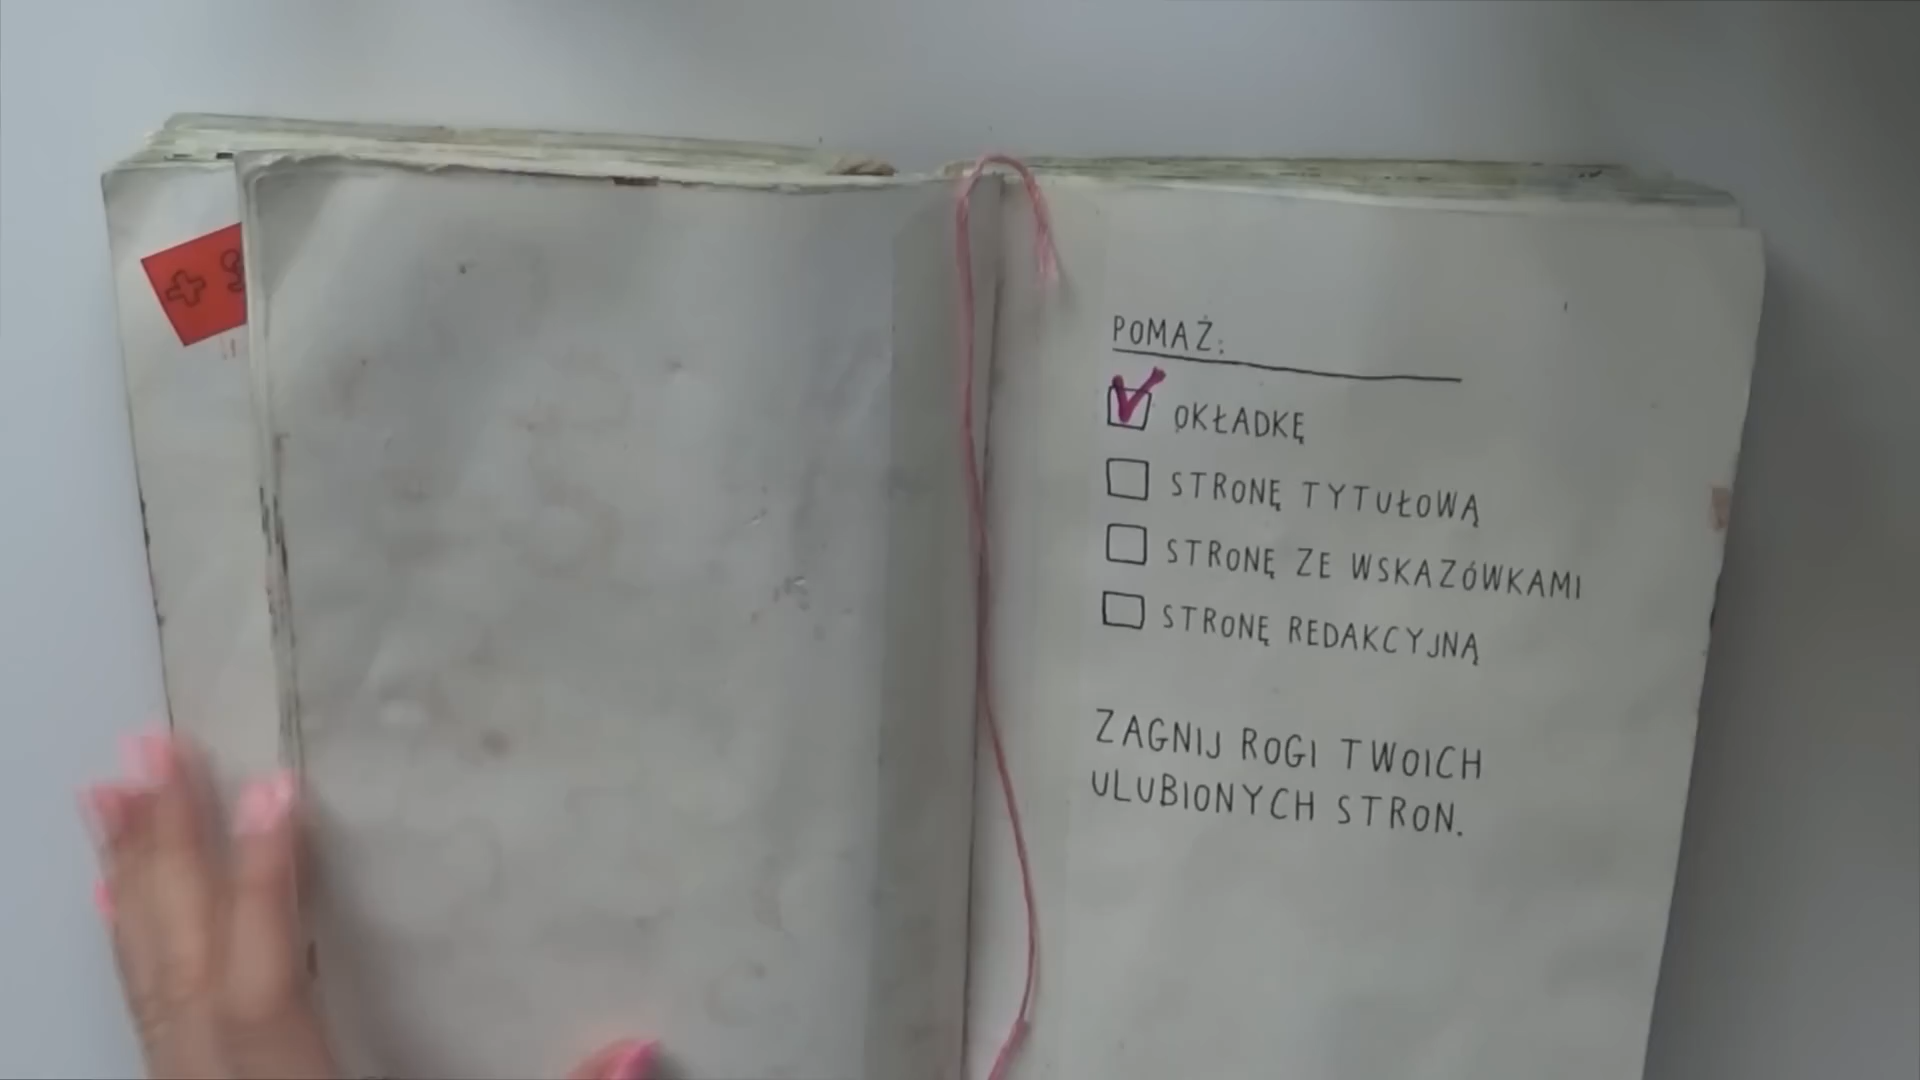 POMAŻ:
OKŁADKĘ
STRONĘ TYTUŁOWĄ
STRONĘ ZE WSKAZÓWKAMI
STRONĘ REDAKCYJNĄ
ZAGNIJ ROGI TWOICH
ULUBIONYCH STRON.